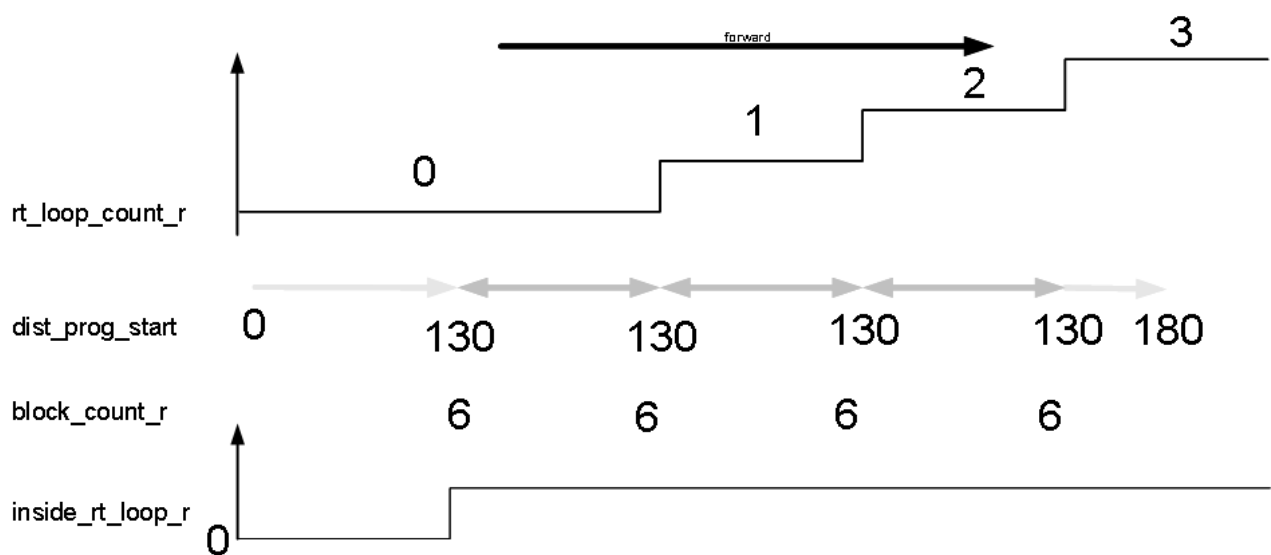 forward
3
2
1
0
rt_loop_count_r
dist_prog_start 0 130 130 130 130 180
block_count_r 6 6 6 6
inside_rt_loop_r 0